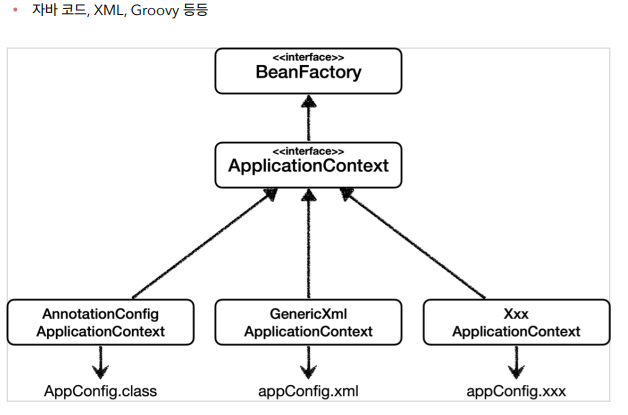 자바 코드, XML, Groovy 등등
<<interface>>
BeanFactory
<<interface>>
ApplicationContext
AnnotationConfig
ApplicationContext
GenericXml
ApplicationContext
Xxx
ApplicationContext
AppConfig.class
appConfig.xml
appConfig.xxx